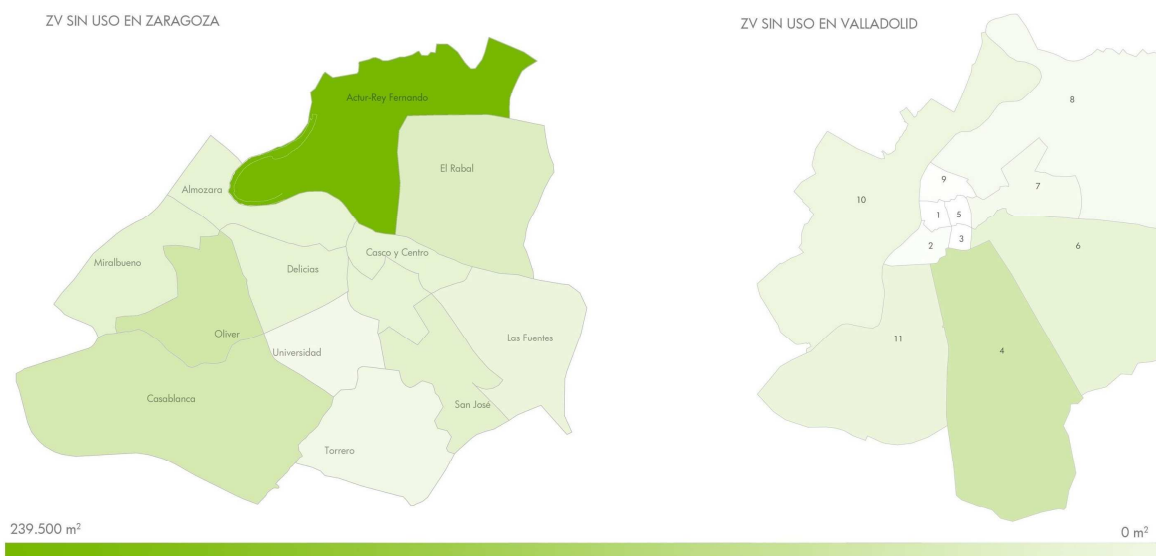 ZV SIN USO EN ZARAGOZA
Actur-Rey Fernando
El Rabal
Almozara
Casco y Centro
Miralbueno
Delicias
Oliver
Las Fuentes
Universidad
Casablanca
San José
Torrero
ZV SIN USO EN VALLADOLID
8
9
7
10
1
5
2
3
6
11
4
239.500 m²
0 m²